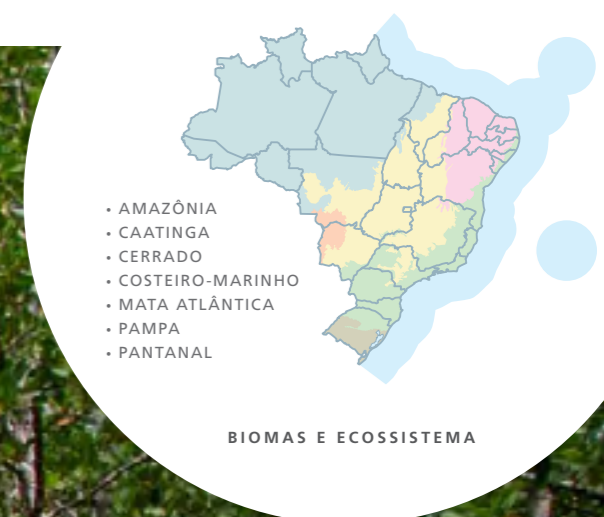 • AMAZÔNIA
• CAATINGA
• CERRADO
• COSTEIRO-MARINHO
• MATA ATLÂNTICA
• PAMPA
• PANTANAL
BIOMAS E ECOSSISTEMA